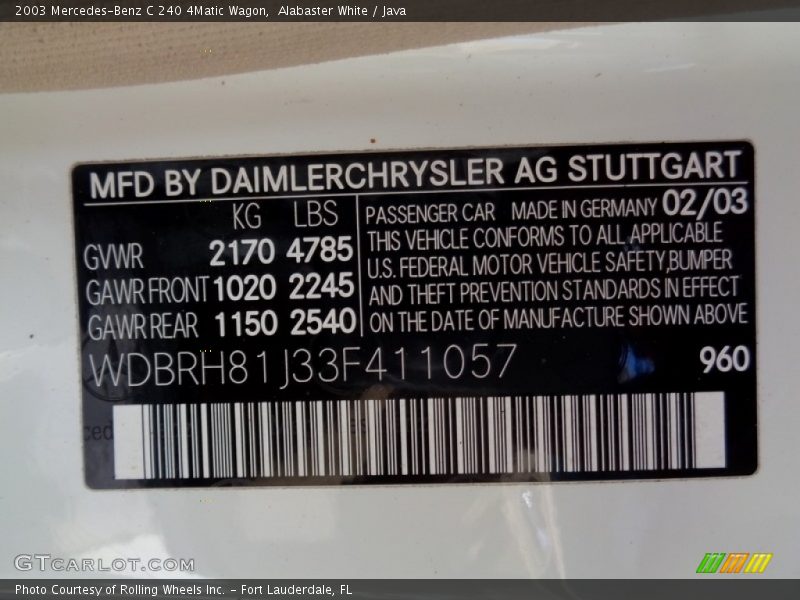 2003 Mercedes-Benz C 240 4Matic Wagon, Alabaster White / Java
MFD BY DAIMLERCHRYSLER AG STUTTGART
KG LBS
GVWR 2170 4785
GAWR FRONT 1020 2245
GAWR REAR 1150 2540
PASSENGER CAR MADE IN GERMANY 02/03
THIS VEHICLE CONFORMS TO ALL APPLICABLE
U.S. FEDERAL MOTOR VEHICLE SAFETY,BUMPER
AND THEFT PREVENTION STANDARDS IN EFFECT
ON THE DATE OF MANUFACTURE SHOWN ABOVE
WDBRH81J33F411057 960
GTCARLOT.COM
Photo Courtesy of Rolling Wheels Inc. - Fort Lauderdale, FL